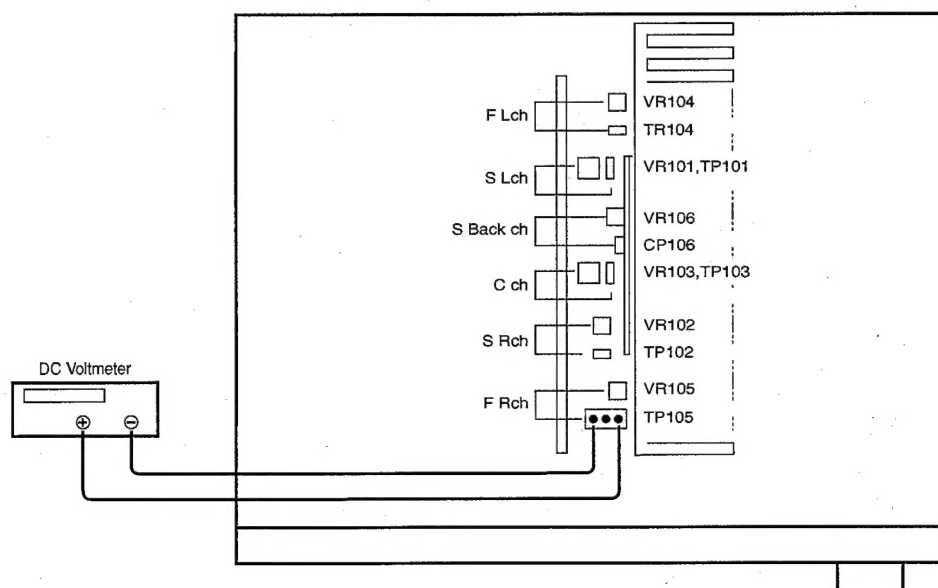 F Lch
VR104
TR104
S Lch
VR101,TP101
S Back ch
VR106
CP106
C ch
VR103,TP103
S Rch
VR102
TP102
F Rch
VR105
TP105
DC Voltmeter
+ −